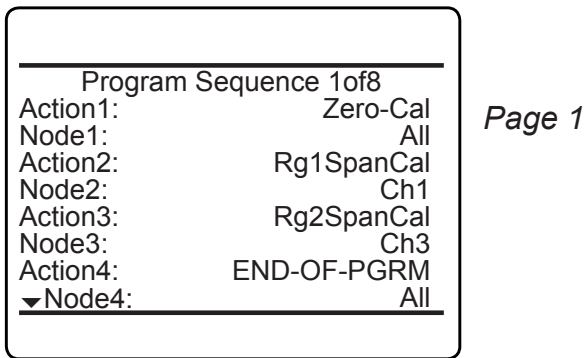 Program Sequence 1of8
Action1: Zero-Cal
Page 1
Node1: All
Action2: Rg1SpanCal
Node2: Ch1
Action3: Rg2SpanCal
Node3: Ch3
Action4: END-OF-PGRM
Node4: All